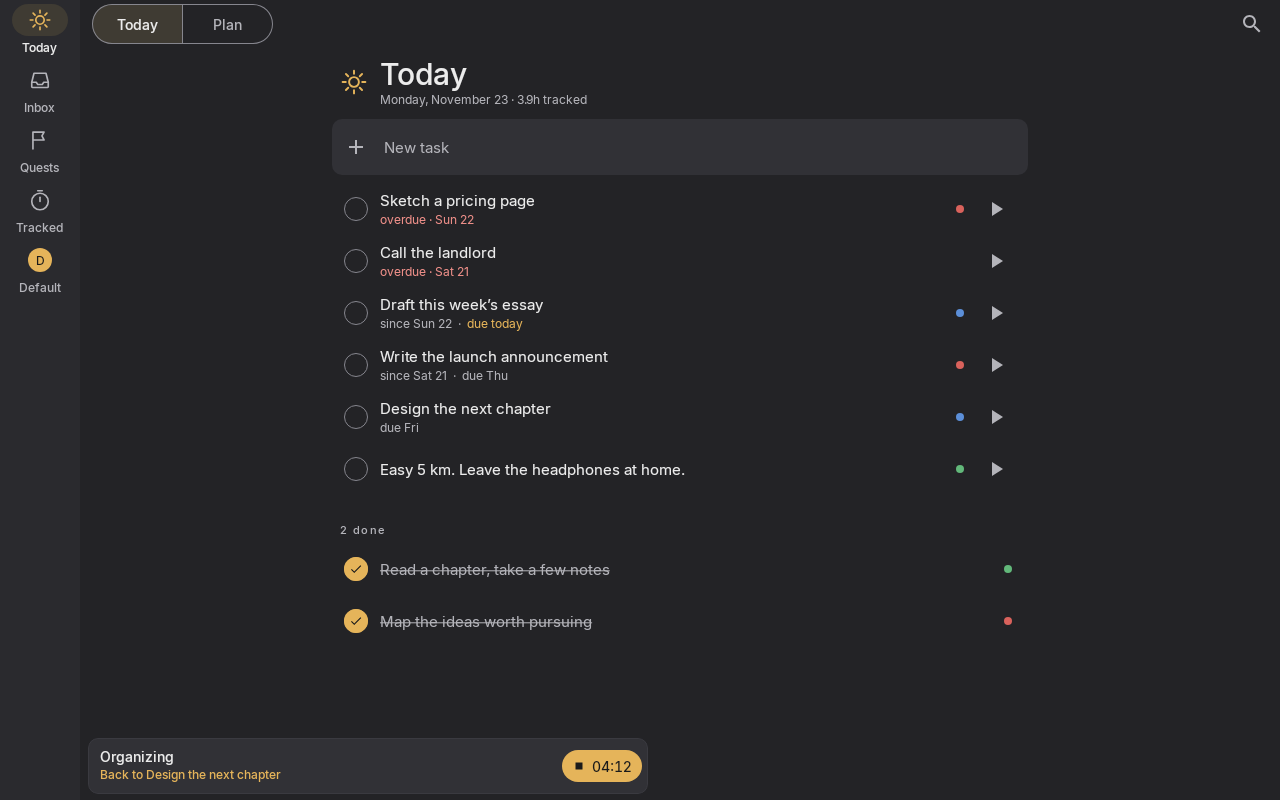 Today
Inbox
Quests
Tracked
D
Default
Today
Plan
Today
Monday, November 23 · 3.9h tracked
New task
Sketch a pricing page
overdue · Sun 22
Call the landlord
overdue · Sat 21
Draft this week’s essay
since Sun 22 · due today
Write the launch announcement
since Sat 21 · due Thu
Design the next chapter
due Fri
Easy 5 km. Leave the headphones at home.
2 done
Read a chapter, take a few notes
Map the ideas worth pursuing
Organizing
Back to Design the next chapter
04:12